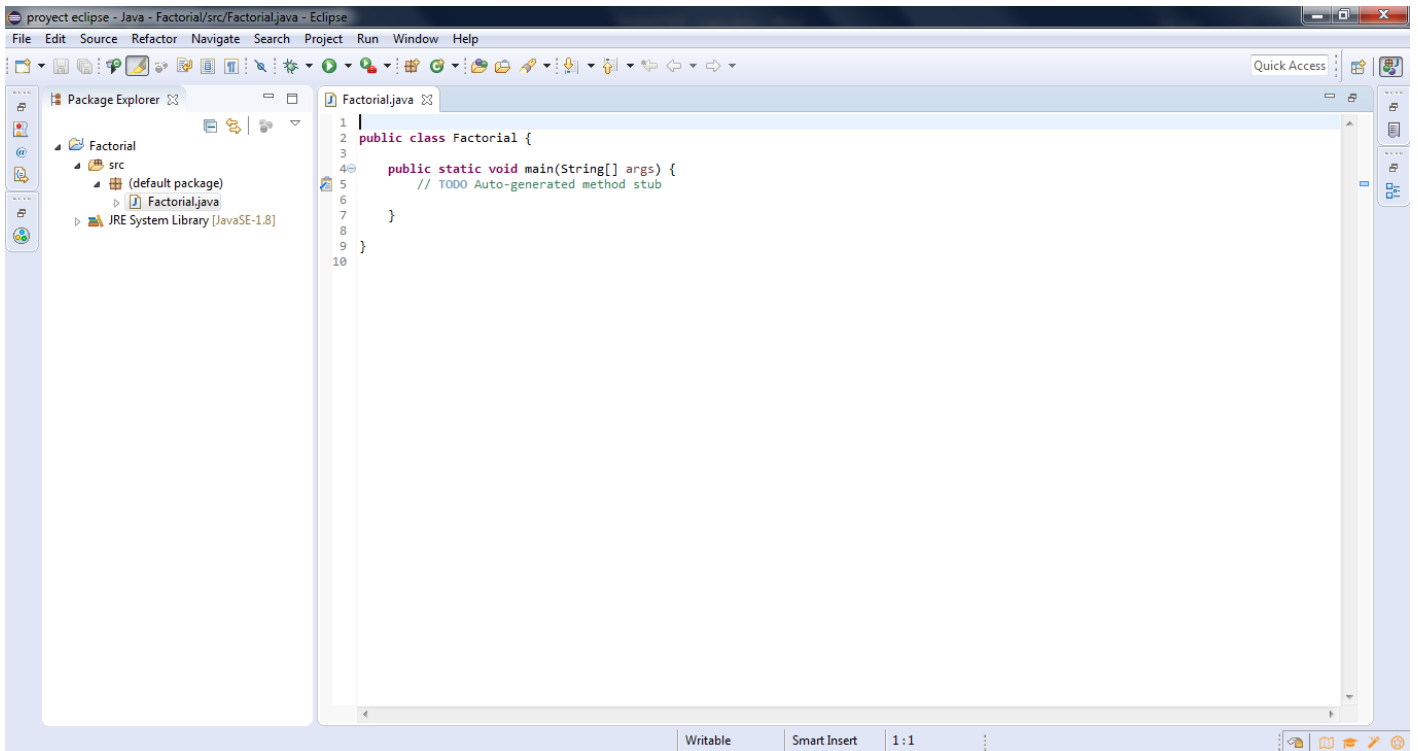 proyect eclipse - Java - Factorial/src/Factorial.java - Eclipse
File Edit Source Refactor Navigate Search Project Run Window Help
Quick Access
Package Explorer
Factorial
src
(default package)
Factorial.java
JRE System Library [JavaSE-1.8]
Factorial.java
1
2 public class Factorial {
3
4 public static void main(String[] args) {
5 // TODO Auto-generated method stub
6
7 }
8
9 }
10
Writable Smart Insert 1 : 1